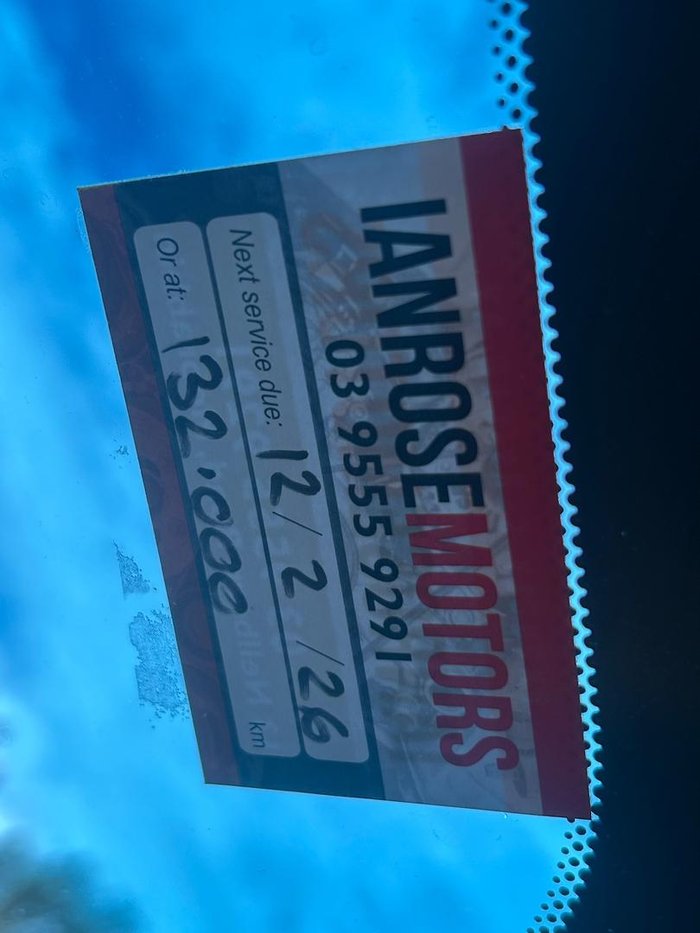 IANROSEMOTORS
03 9555 9291
Next service due: 12/2/26
Or at: 132,000 km